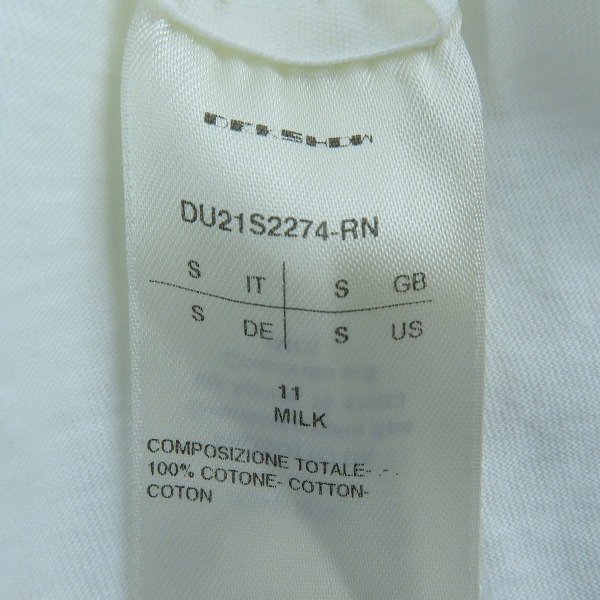 DRKSHDW
DU21S2274-RN
S IT S GB
S DE S US
11
MILK
COMPOSIZIONE TOTALE-
100% COTONE- COTTON-
COTON